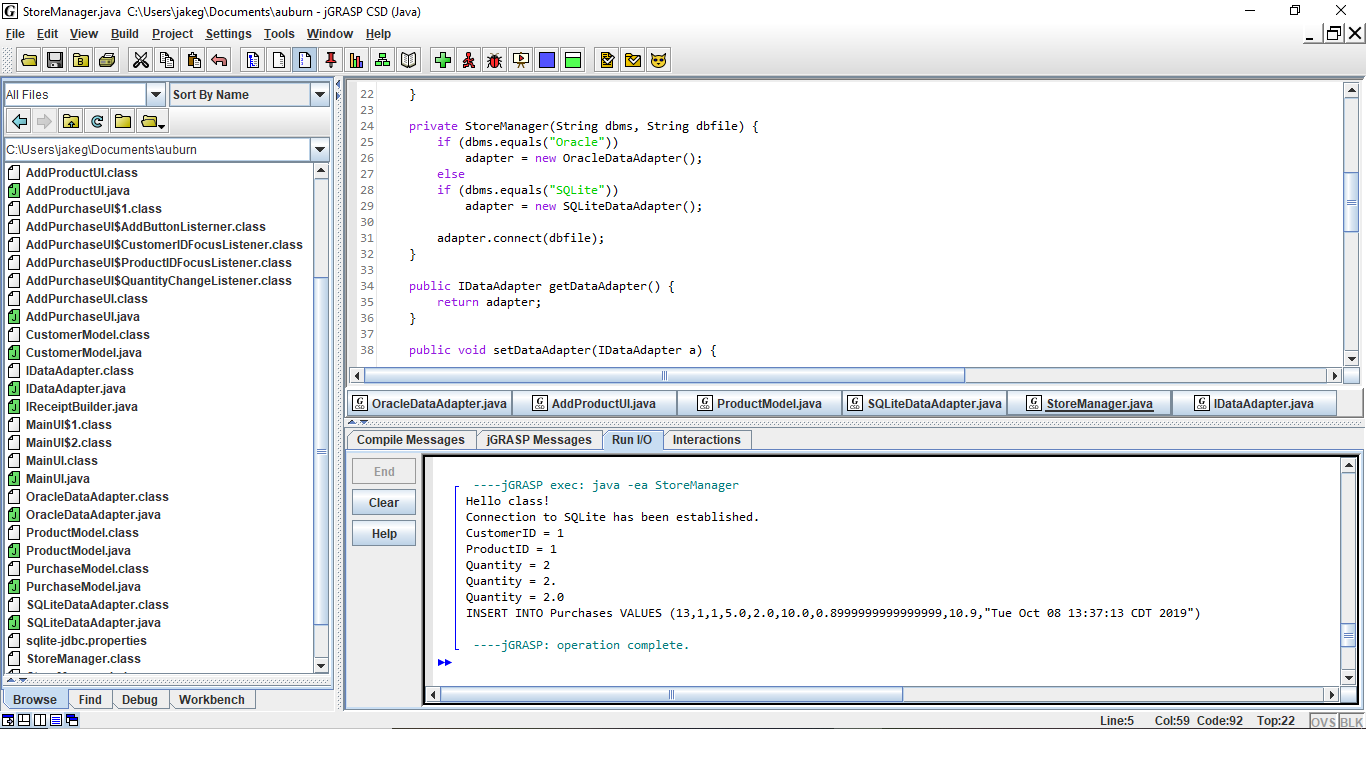 StoreManager.java  C:\Users\jakeg\Documents\auburn - jGRASP CSD (Java)
File Edit View Build Project Settings Tools Window Help
All Files
Sort By Name
C:\Users\jakeg\Documents\auburn
AddProductUI.class
AddProductUI.java
AddPurchaseUI$1.class
AddPurchaseUI$AddButtonListerner.class
AddPurchaseUI$CustomerIDFocusListener.class
AddPurchaseUI$ProductIDFocusListener.class
AddPurchaseUI$QuantityChangeListener.class
AddPurchaseUI.class
AddPurchaseUI.java
CustomerModel.class
CustomerModel.java
IDataAdapter.class
IDataAdapter.java
IReceiptBuilder.java
MainUI$1.class
MainUI$2.class
MainUI.class
MainUI.java
OracleDataAdapter.class
OracleDataAdapter.java
ProductModel.class
ProductModel.java
PurchaseModel.class
PurchaseModel.java
SQLiteDataAdapter.class
SQLiteDataAdapter.java
sqlite-jdbc.properties
StoreManager.class
Browse Find Debug Workbench
22     }
23
24     private StoreManager(String dbms, String dbfile) {
25         if (dbms.equals("Oracle"))
26             adapter = new OracleDataAdapter();
27         else
28         if (dbms.equals("SQLite"))
29             adapter = new SQLiteDataAdapter();
30
31         adapter.connect(dbfile);
32     }
33
34     public IDataAdapter getDataAdapter() {
35         return adapter;
36     }
37
38     public void setDataAdapter(IDataAdapter a) {
OracleDataAdapter.java AddProductUI.java ProductModel.java SQLiteDataAdapter.java StoreManager.java IDataAdapter.java
Compile Messages jGRASP Messages Run I/O Interactions
End
Clear
Help
----jGRASP exec: java -ea StoreManager
Hello class!
Connection to SQLite has been established.
CustomerID = 1
ProductID = 1
Quantity = 2
Quantity = 2.
Quantity = 2.0
INSERT INTO Purchases VALUES (13,1,1,5.0,2.0,10.0,0.8999999999999999,10.9,"Tue Oct 08 13:37:13 CDT 2019")
----jGRASP: operation complete.
Line:5 Col:59 Code:92 Top:22 OVS BLK